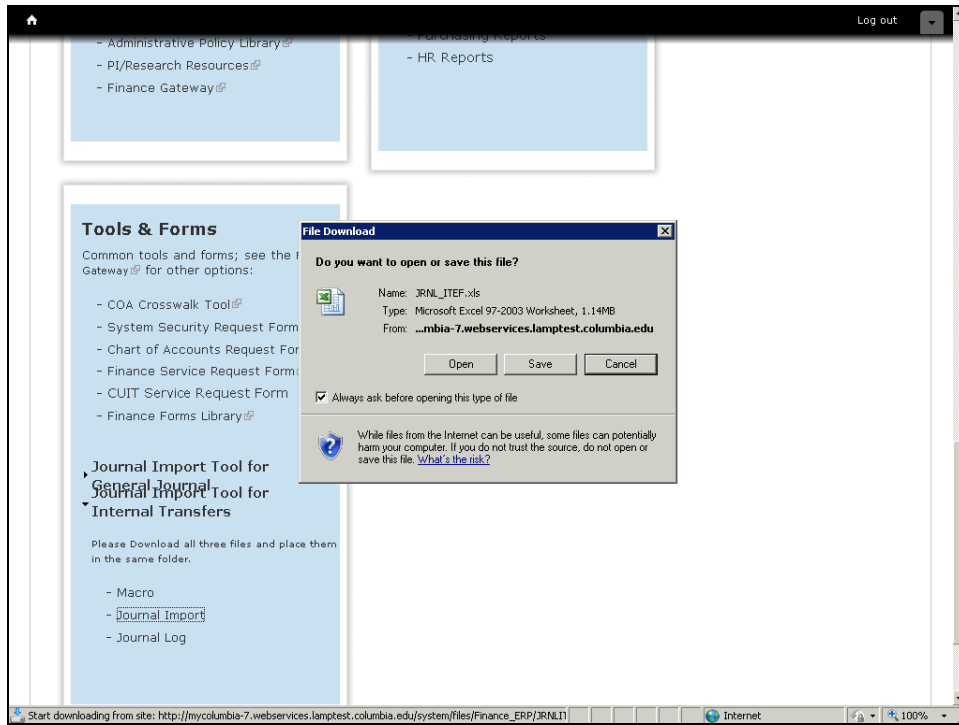 Log out
- Administrative Policy Library
- PI/Research Resources
- Finance Gateway
- Purchasing Reports
- HR Reports
Tools & Forms
Common tools and forms; see the
Gateway for other options:
- COA Crosswalk Tool
- System Security Request Form
- Chart of Accounts Request For
- Finance Service Request Form
- CUIT Service Request Form
- Finance Forms Library
Journal Import Tool for
General Journal
Journal Import Tool for
Internal Transfers
Please Download all three files and place them
in the same folder.
- Macro
- Journal Import
- Journal Log
File Download
Do you want to open or save this file?
Name: JRNL_ITEF.xls
Type: Microsoft Excel 97-2003 Worksheet, 1.14MB
From: ...mbia-7.webservices.lamptest.columbia.edu
Open Save Cancel
Always ask before opening this type of file
While files from the Internet can be useful, some files can potentially
harm your computer. If you do not trust the source, do not open or
save this file. What's the risk?
Start downloading from site: http://mycolumbia-7.webservices.lamptest.columbia.edu/system/files/Finance_ERP/JRNLIT
Internet
100%